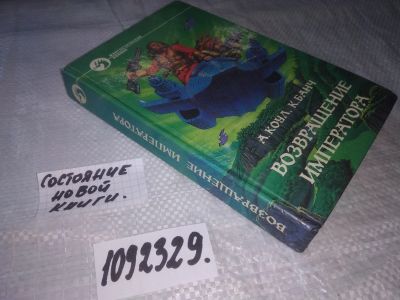 А.КОУЛ К.БАНЧ
ВОЗВРАЩЕНИЕ
ИМПЕРАТОРА
ВОЗВРАЩЕНИЕ ИМПЕРАТОРА
СОСТОЯНИЕ
НОВОЙ
КНИГИ.
1092329.